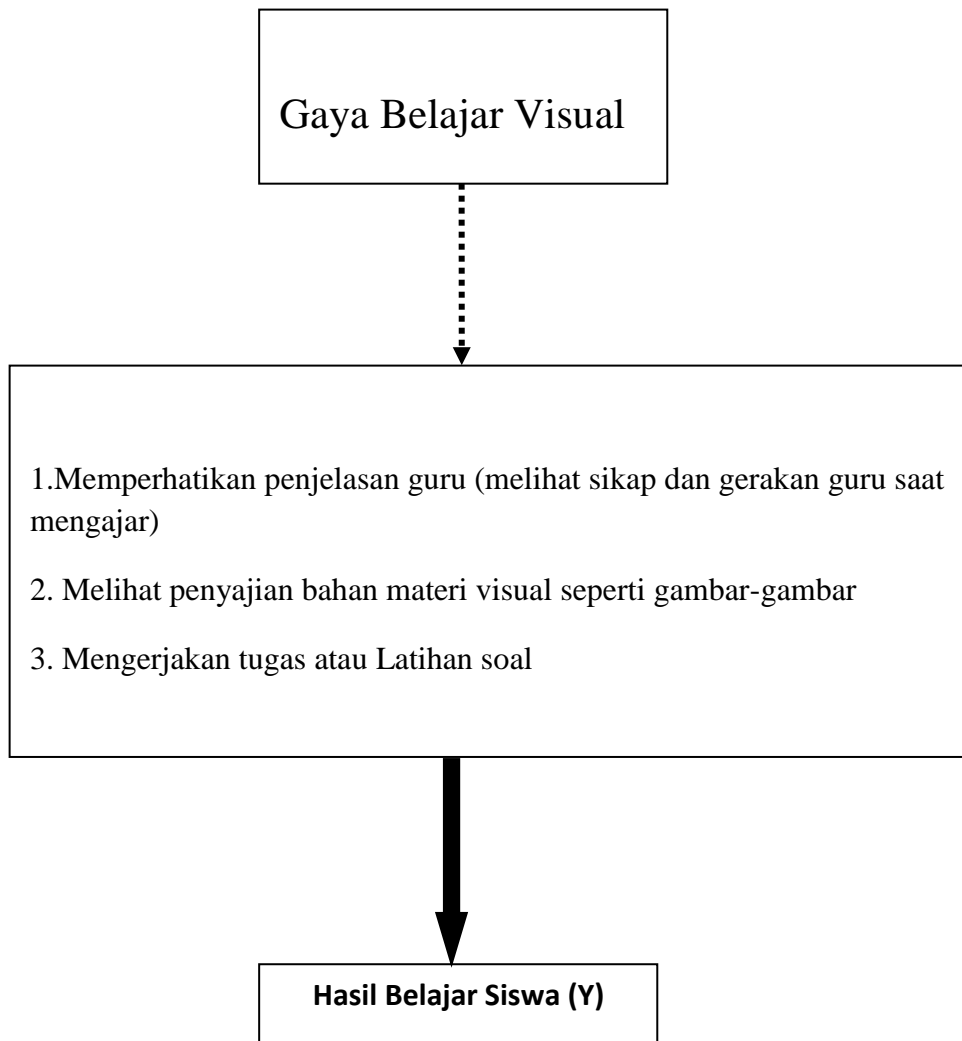 Gaya Belajar Visual
1.Memperhatikan penjelasan guru (melihat sikap dan gerakan guru saat
mengajar)
2. Melihat penyajian bahan materi visual seperti gambar-gambar
3. Mengerjakan tugas atau Latihan soal
Hasil Belajar Siswa (Y)